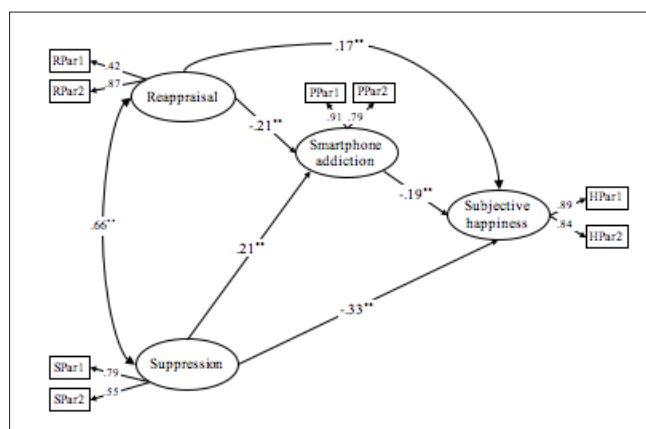 RPar1
.42
RPar2
.87
Reappraisal
.17**
PPar1
PPar2
.91
.79
-.21**
Smartphone
addiction
-.19**
Subjective
happiness
.89
HPar1
.84
HPar2
.66**
.21**
-.33**
SPar1
.79
SPar2
.55
Suppression